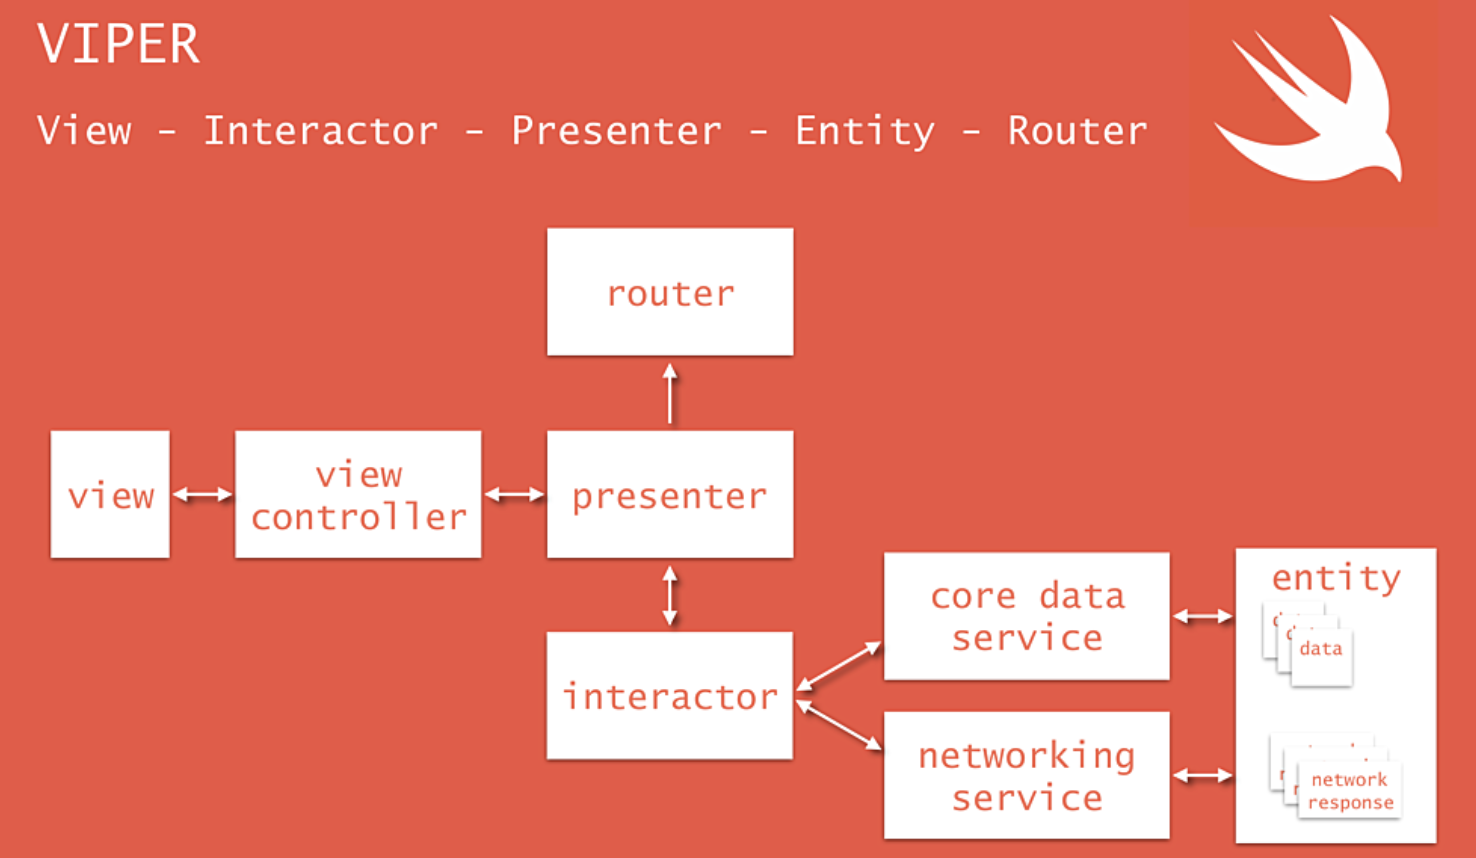 VIPER
View - Interactor - Presenter - Entity - Router
router
view
view
controller
presenter
interactor
core data
service
networking
service
entity
data
network
response